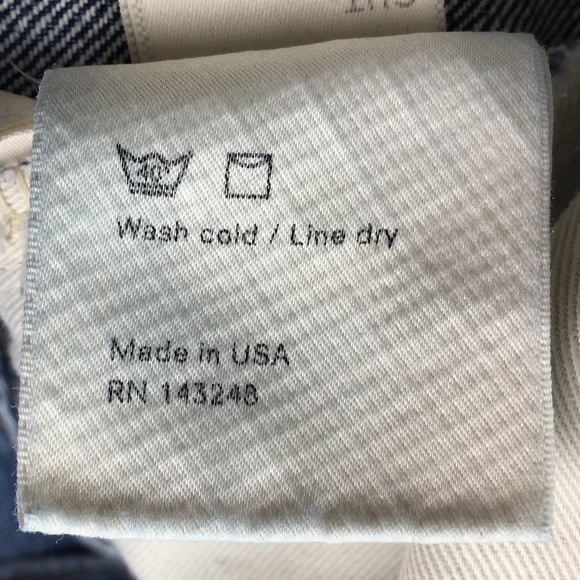 40°
Wash cold / Line dry
Made in USA
RN 143248